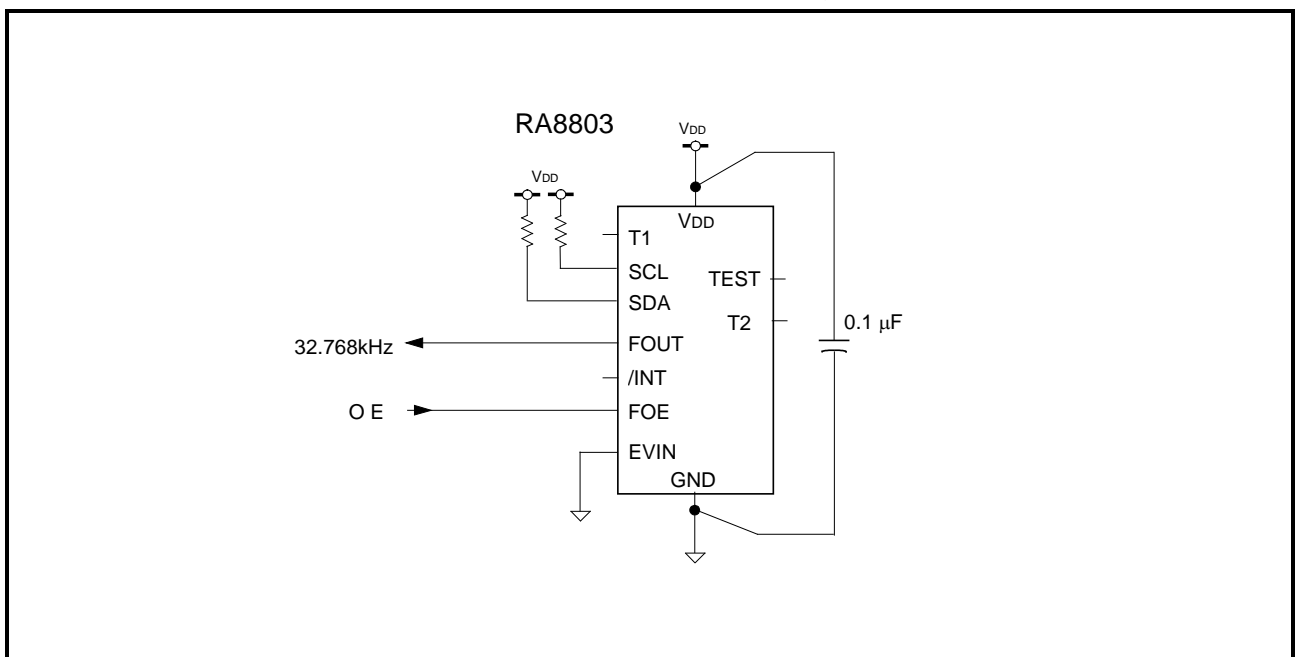 RA8803
VDD
VDD
VDD
T1
SCL
TEST
SDA
T2
0.1 μF
FOUT
32.768kHz
/INT
O E
FOE
EVIN
GND